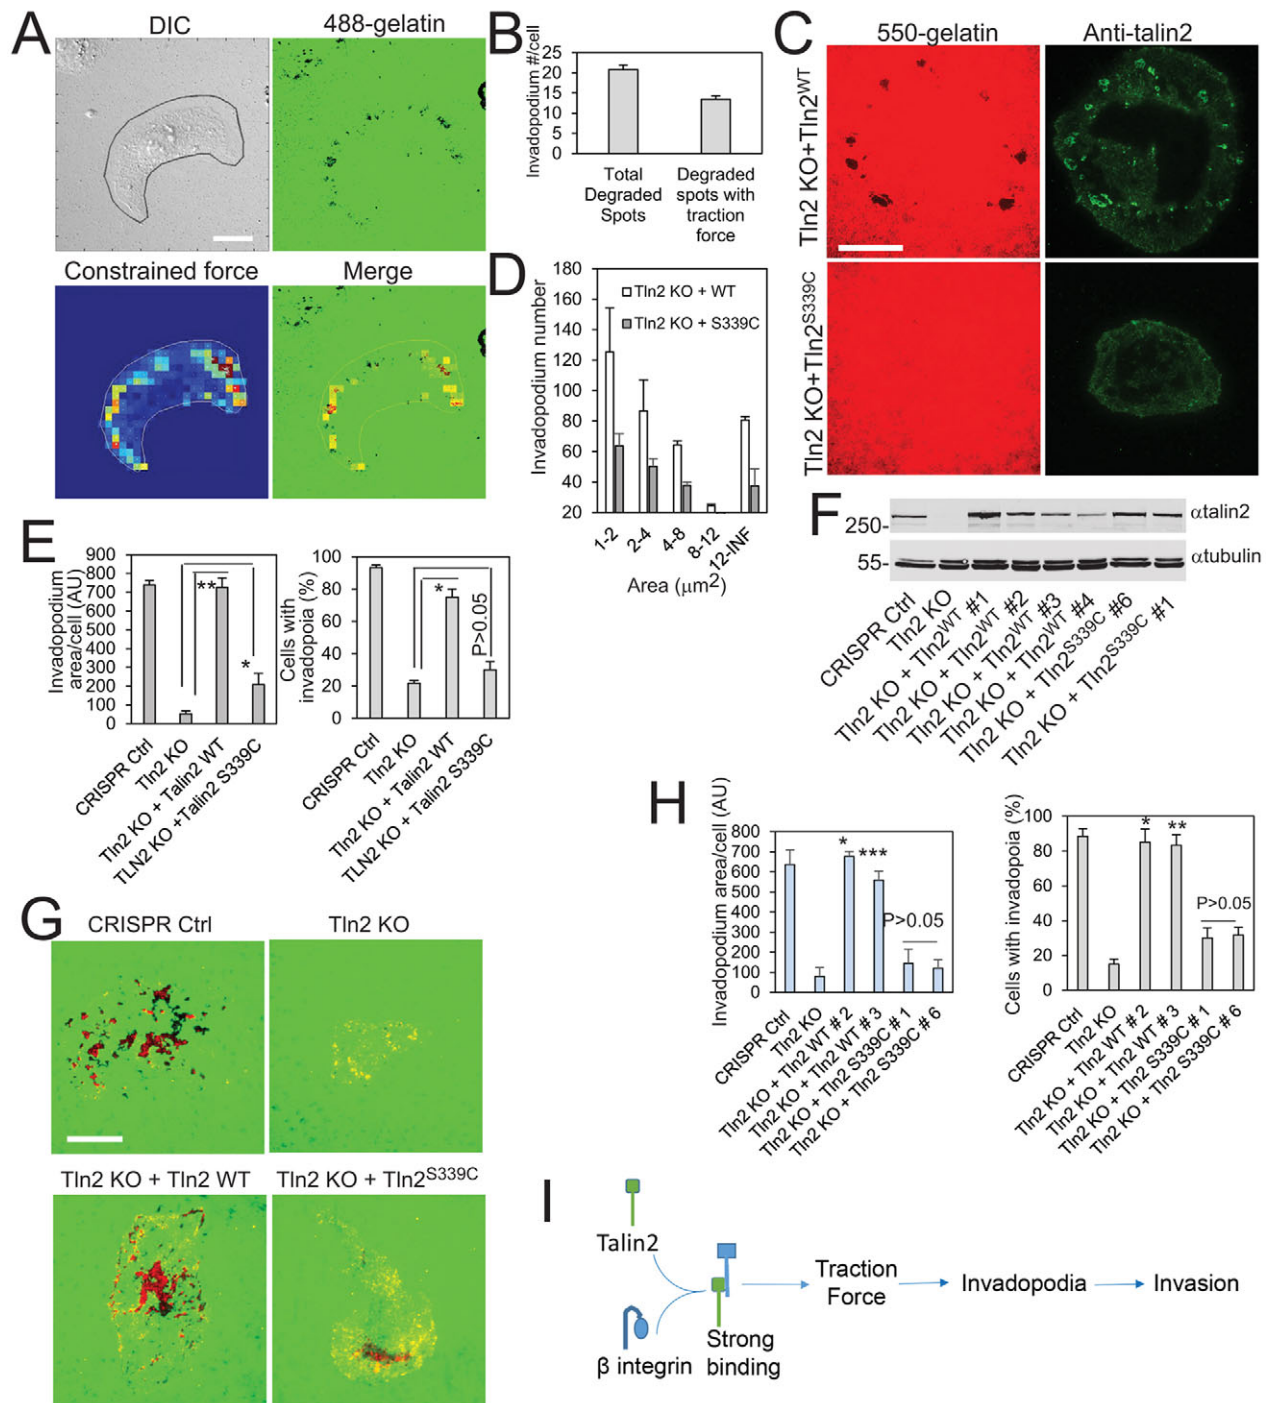 A
DIC
488-gelatin
Constrained force
Merge
B
Invadopodium #/cell
25
20
15
10
5
0
Total
Degraded
Spots
Degraded
spots with
traction
force
C
550-gelatin
Anti-talin2
Tln2 KO+Tln2WT
Tln2 KO+Tln2S339C
D
Invadopodium number
180
160
140
120
100
80
60
40
20
Tln2 KO + WT
Tln2 KO + S339C
1-2
2-4
4-8
8-12
12-INF
Area (μm2)
E
Invadopodium
area/cell (AU)
900
800
700
600
500
400
300
200
100
0
**
*
CRISPR Ctrl
Tln2 KO
Tln2 KO + Talin2 WT
TLN2 KO +Talin2 S339C
Cells with
invadopoia (%)
100
80
60
40
20
0
*
P>0.05
CRISPR Ctrl
Tln2 KO
Tln2 KO + Talin2 WT
TLN2 KO + Talin2 S339C
F
250-
αtalin2
55-
αtubulin
CRISPR Ctrl
Tln2 KO
Tln2 KO + Tln2WT #1
Tln2 KO + Tln2WT #2
Tln2 KO + Tln2WT #3
Tln2 KO + Tln2WT #4
Tln2 KO + Tln2S339C #6
Tln2 KO + Tln2S339C #1
G
CRISPR Ctrl
Tln2 KO
Tln2 KO + Tln2 WT
Tln2 KO + Tln2S339C
H
Invadopodium area/cell (AU)
800
700
600
500
400
300
200
100
0
*
***
P>0.05
CRISPR Ctrl
Tln2 KO
Tln2 KO + Tln2 WT # 2
Tln2 KO + Tln2 WT # 3
Tln2 KO + Tln2 S339C # 1
Tln2 KO + Tln2 S339C # 6
Cells with invadopoia (%)
100
80
60
40
20
0
*
**
P>0.05
CRISPR Ctrl
Tln2 KO
Tln2 KO + Tln2 WT # 2
Tln2 KO + Tln2 WT # 3
Tln2 KO + Tln2 S339C # 1
Tln2 KO + Tln2 S339C # 6
I
Talin2
β integrin
Strong
binding
Traction
Force
Invadopodia
Invasion